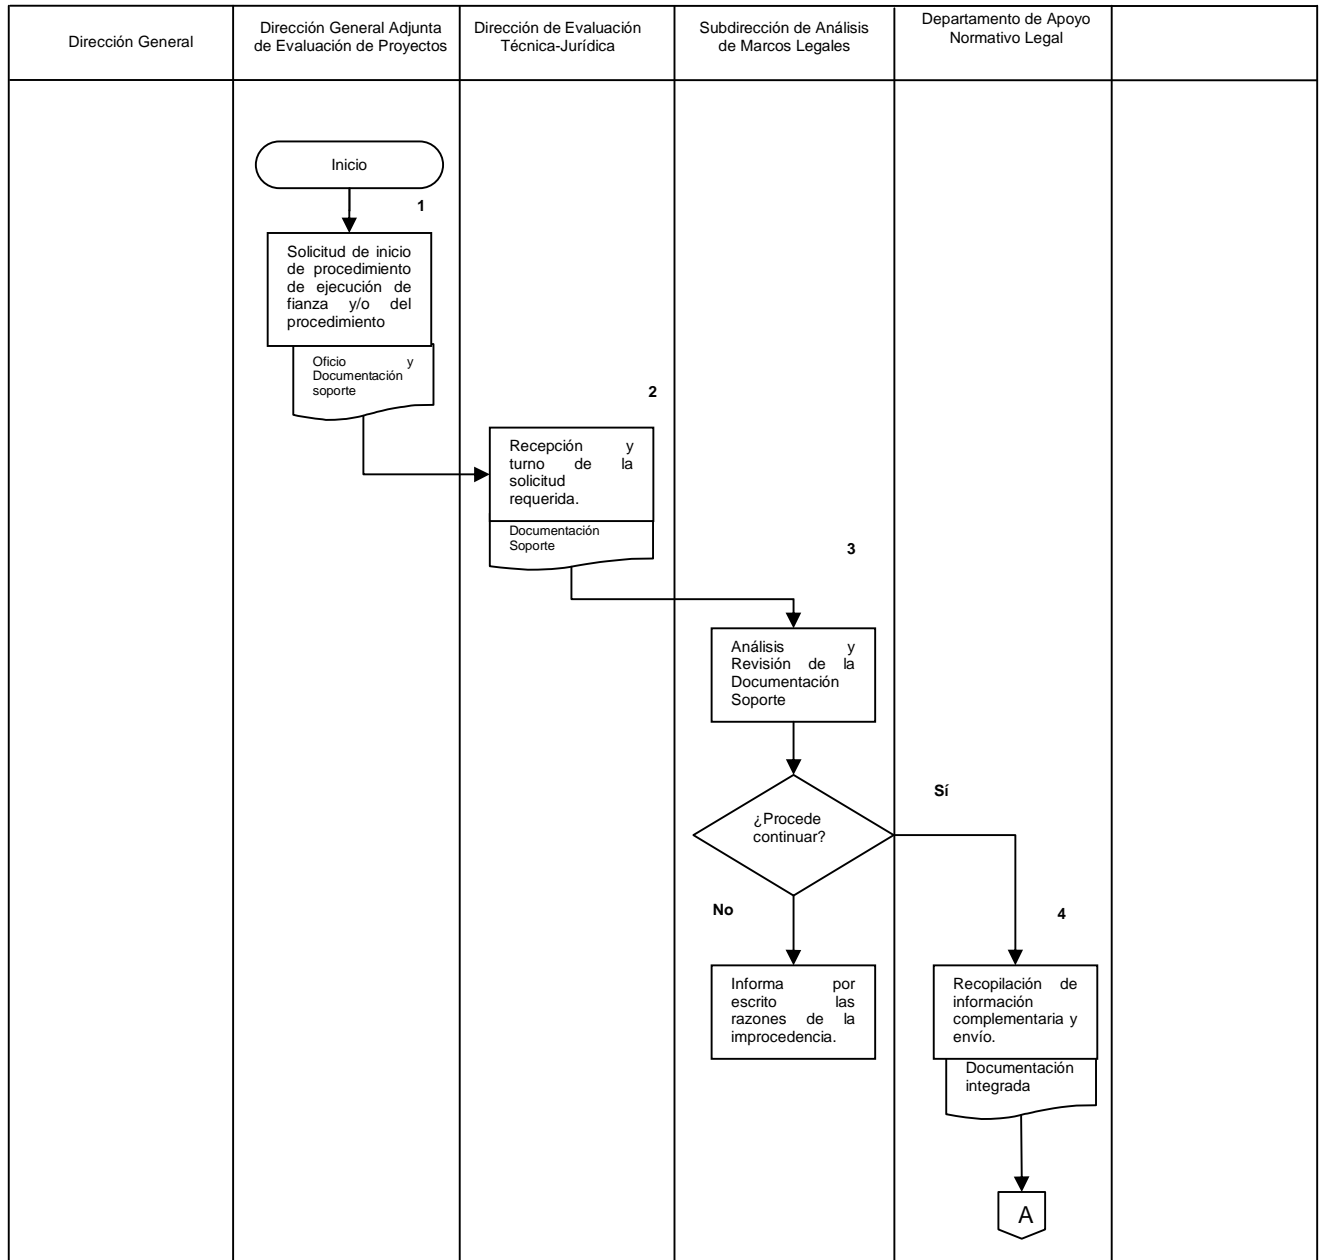 Dirección General
Dirección General Adjunta
de Evaluación de Proyectos
Dirección de Evaluación
Técnica-Jurídica
Subdirección de Análisis
de Marcos Legales
Departamento de Apoyo
Normativo Legal
Inicio
1
Solicitud de inicio
de procedimiento
de ejecución de
fianza y/o del
procedimiento
Oficio y
Documentación
soporte
2
Recepción y
turno de la
solicitud
requerida.
Documentación
Soporte
3
Análisis y
Revisión de la
Documentación
Soporte
¿Procede
continuar?
Sí
No
4
Informa por
escrito las
razones de la
improcedencia.
Recopilación de
información
complementaria y
envío.
Documentación
integrada
A